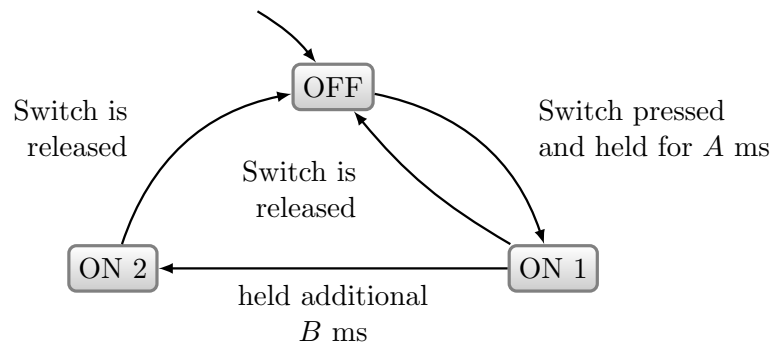 OFF
Switch is
released
Switch pressed
and held for A ms
Switch is
released
ON 2
ON 1
held additional
B ms